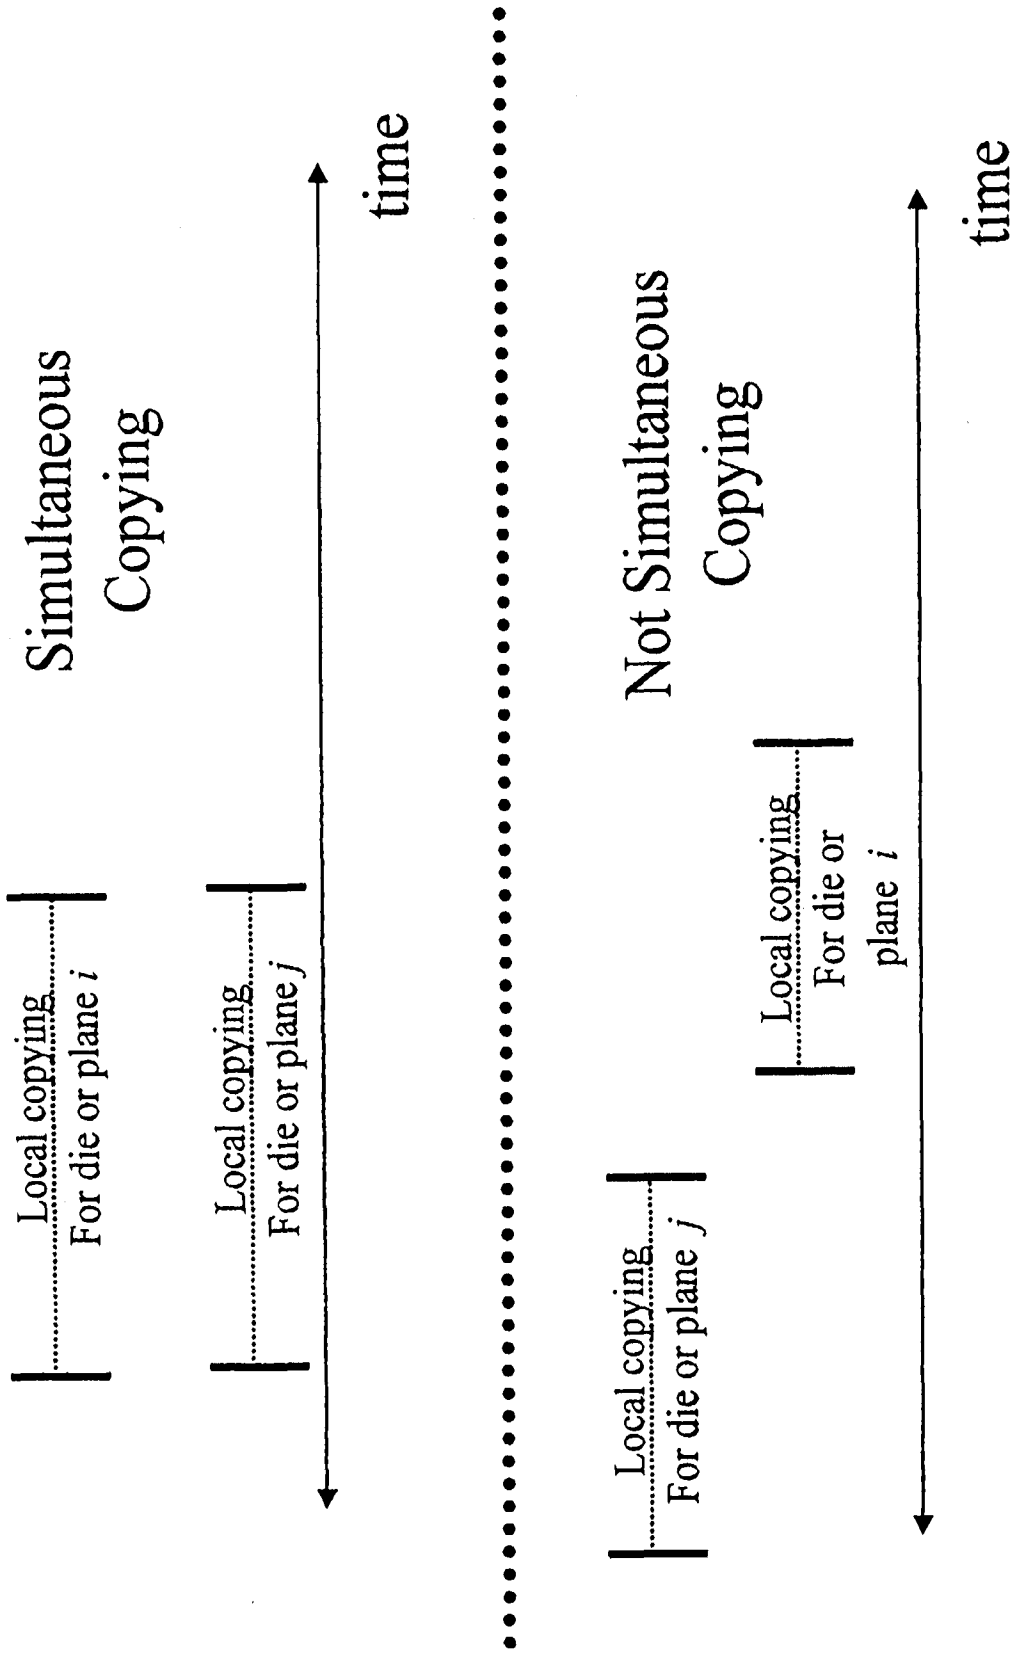 Simultaneous
Copying
Local copying
For die or plane i
Local copying
For die or plane j
time
Not Simultaneous
Copying
Local copying
For die or plane j
Local copying
For die or
plane i
time